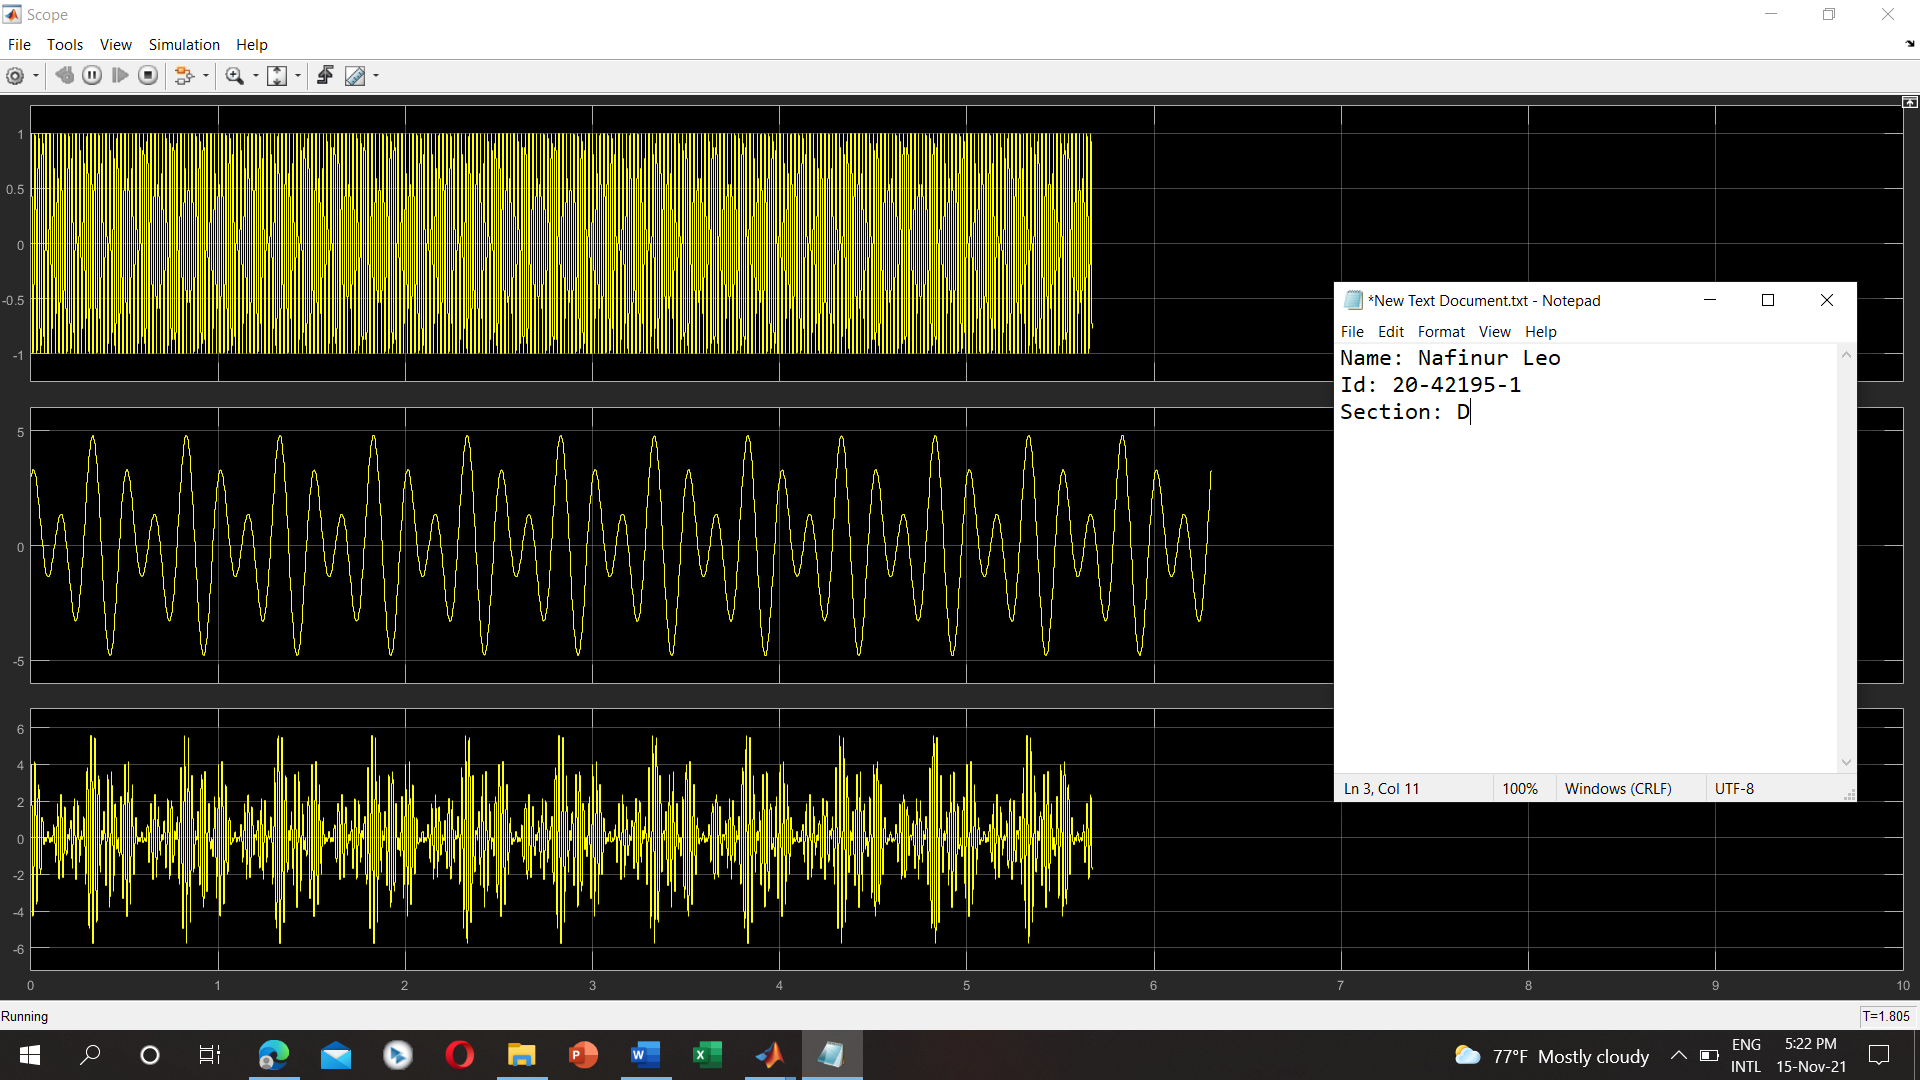 Scope
File Tools View Simulation Help
1
0.5
0
-0.5
-1
5
0
-5
6
4
2
0
-2
-4
-6
0 1 2 3 4 5 6 7 8 9 10
*New Text Document.txt - Notepad
File Edit Format View Help
Name: Nafinur Leo
Id: 20-42195-1
Section: D
Ln 3, Col 11 100% Windows (CRLF) UTF-8
Running T=1.805
77°F Mostly cloudy
ENG
INTL
5:22 PM
15-Nov-21